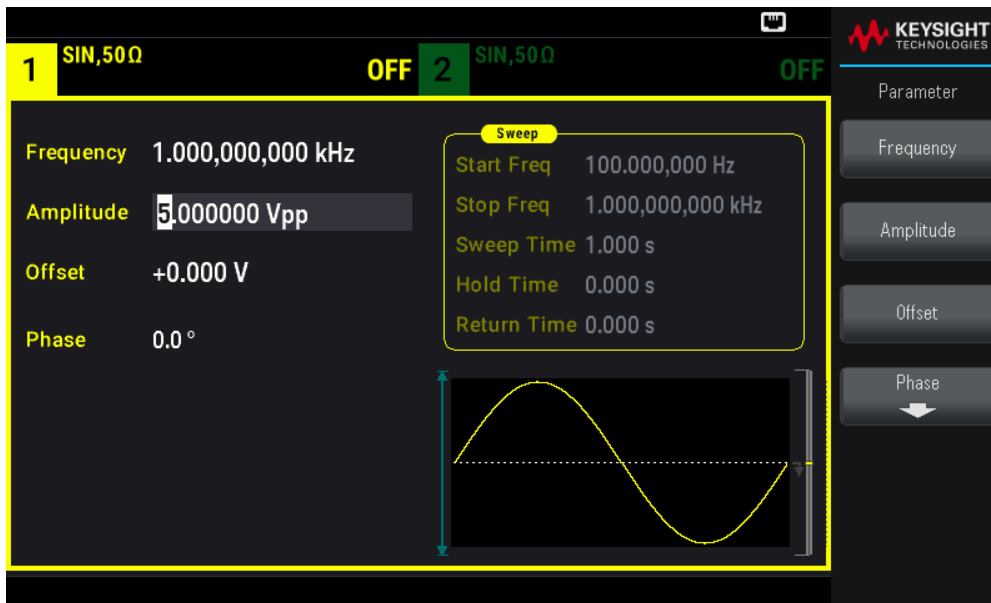 1 SIN,50Ω OFF
2 SIN,50Ω OFF
KEYSIGHT
TECHNOLOGIES
Frequency 1.000,000,000 kHz
Amplitude 5.000000 Vpp
Offset +0.000 V
Phase 0.0 °
Sweep
Start Freq 100.000,000 Hz
Stop Freq 1.000,000,000 kHz
Sweep Time 1.000 s
Hold Time 0.000 s
Return Time 0.000 s
Parameter
Frequency
Amplitude
Offset
Phase